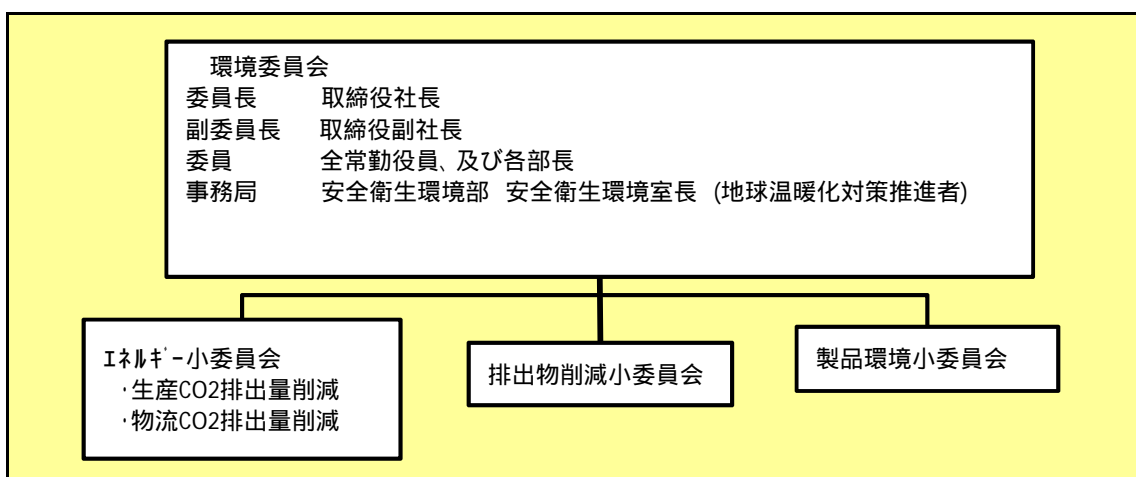 環境委員会
委員長　取締役社長
副委員長　取締役副社長
委員　全常勤役員、及び各部長
事務局　安全衛生環境部　安全衛生環境室長　(地球温暖化対策推進者)
ｴﾈﾙｷﾞｰ小委員会
・生産CO2排出量削減
・物流CO2排出量削減
排出物削減小委員会
製品環境小委員会